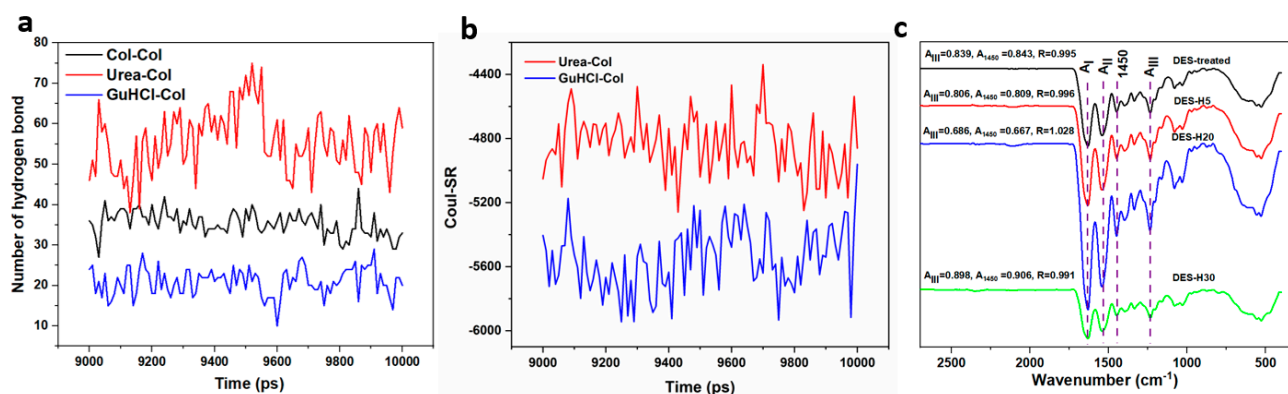 a
Col-Col
Urea-Col
GuHCl-Col
Number of hydrogen bond
80
70
60
50
40
30
20
10
9000
9200
9400
9600
9800
10000
Time (ps)
b
Urea-Col
GuHCl-Col
Coul-SR
-4400
-4800
-5200
-5600
-6000
9000
9200
9400
9600
9800
10000
Time (ps)
c
AI
AII
1450
AIII
AIII=0.839, A1450 =0.843, R=0.995
DES-treated
AIII=0.806, A1450 =0.809, R=0.996
DES-H5
AIII=0.686, A1450 =0.667, R=1.028
DES-H20
AIII=0.898, A1450 =0.906, R=0.991
DES-H30
2500
2000
1500
1000
500
Wavenumber (cm-1)